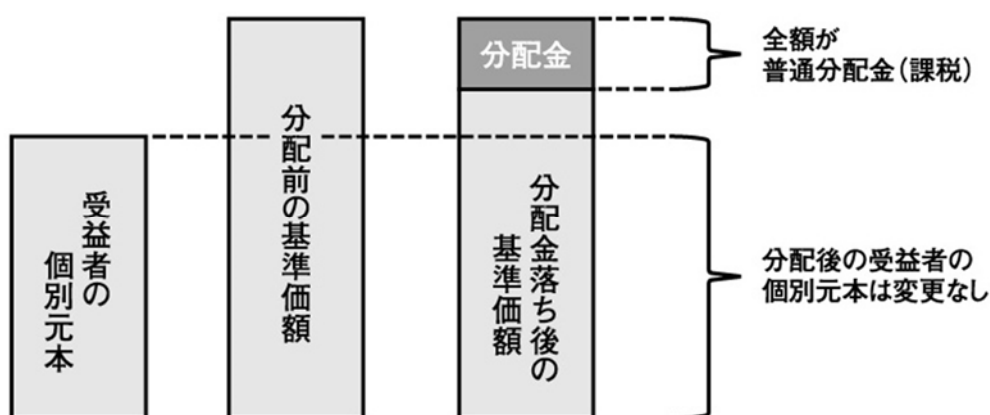 受益者の
個別元本
分配前の基準価額
分配金
分配金落ち後の
基準価額
全額が
普通分配金（課税）
分配後の受益者の
個別元本は変更なし